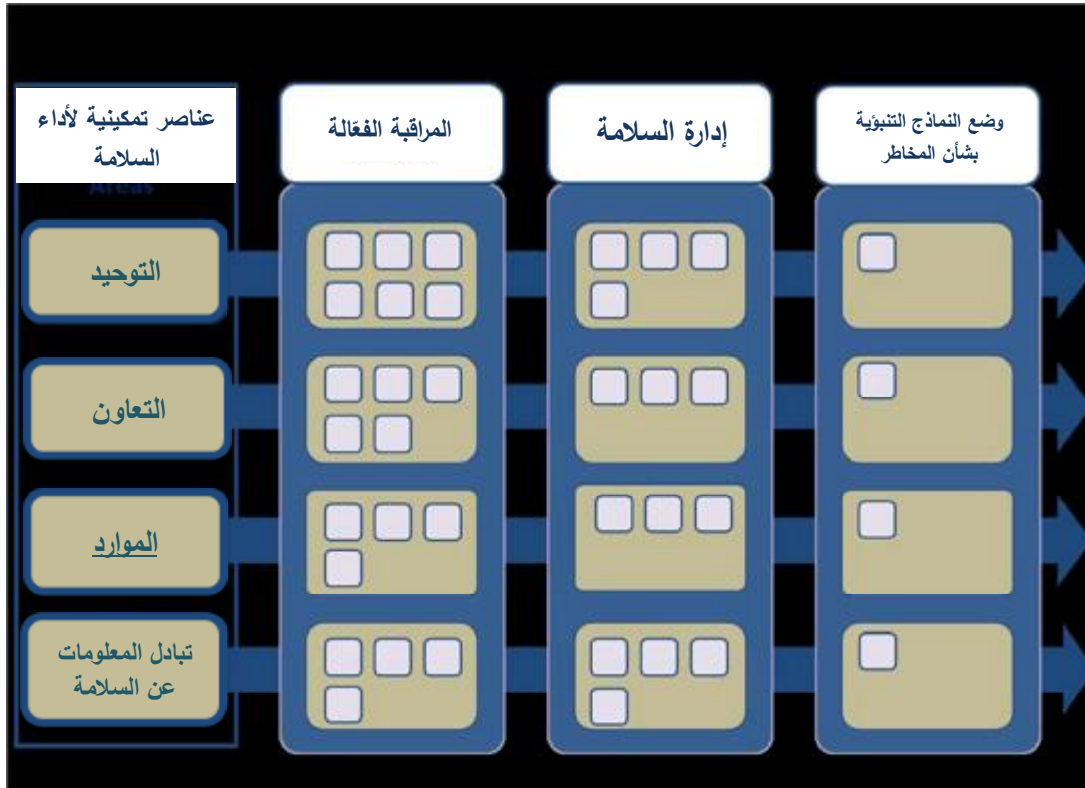 عناصر تمكينية لأداء
السلامة
المراقبة الفعّالة
إدارة السلامة
وضع النماذج التنبؤية
بشأن المخاطر
Areas
التوحيد
التعاون
الموارد
تبادل المعلومات
عن السلامة